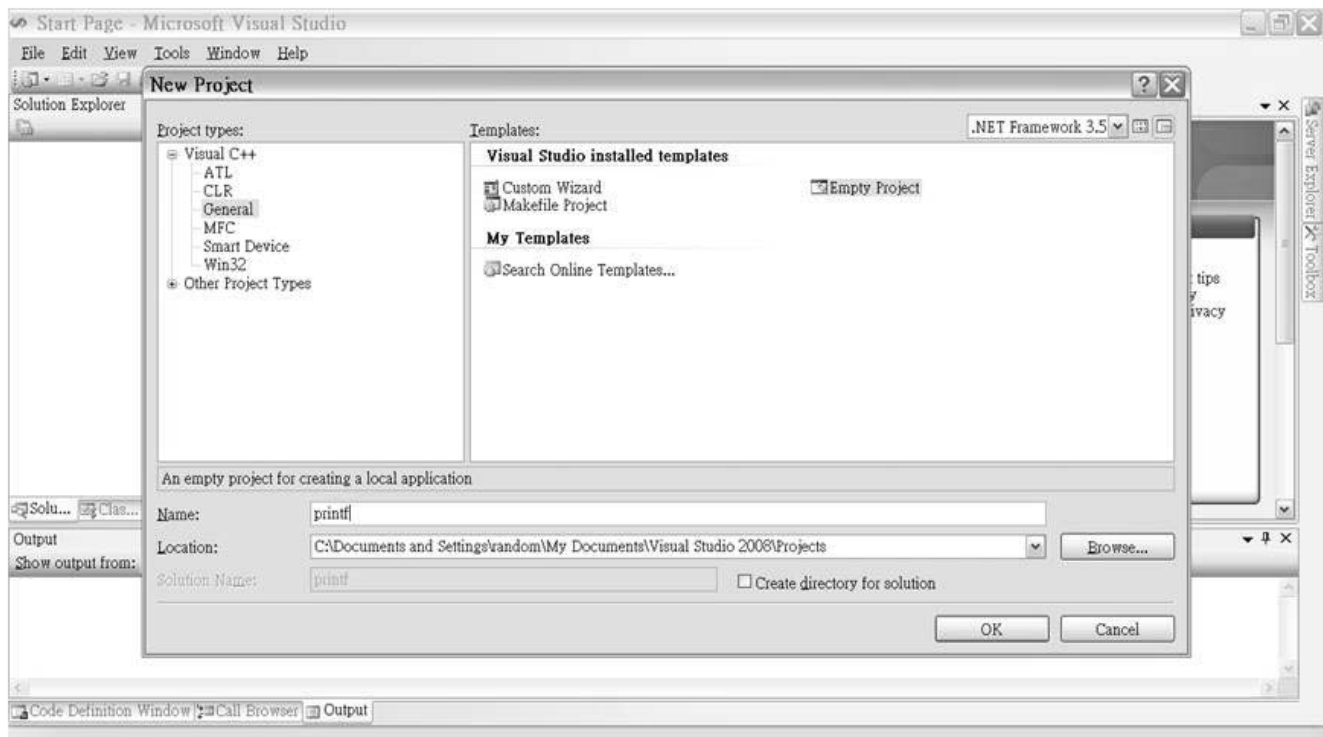 Start Page - Microsoft Visual Studio
File Edit View Tools Window Help
New Project
Solution Explorer
Project types:
Templates:
.NET Framework 3.5
Visual C++
ATL
CLR
General
MFC
Smart Device
Win32
Other Project Types
Visual Studio installed templates
Custom Wizard
Empty Project
Makefile Project
My Templates
Search Online Templates...
Server Explorer
Toolbox
tips
y
ivacy
An empty project for creating a local application
Solu... Clas...
Name: printf
Location: C:\Documents and Settings\random\My Documents\Visual Studio 2008\Projects Browse...
Solution Name: printf Create directory for solution
OK Cancel
Output
Show output from:
Code Definition Window Call Browser Output